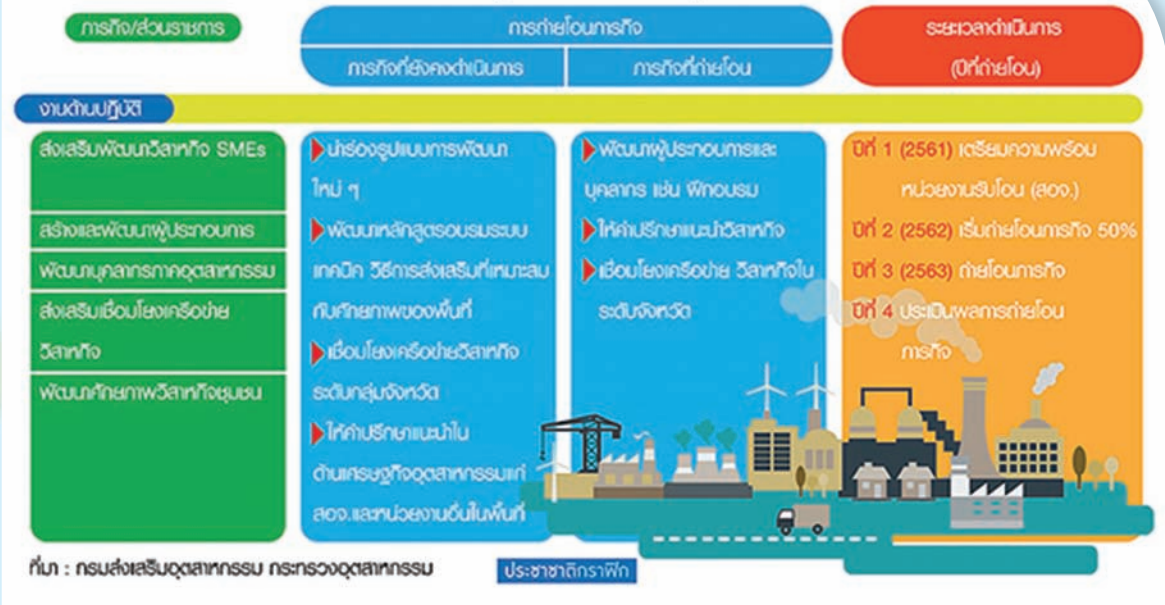 ภารกิจ/ส่วนราชการ
การถ่ายโอนภารกิจ
ภารกิจที่ยังคงดำเนินการ
ภารกิจที่ถ่ายโอน
ระยะเวลาดำเนินการ
(ปีที่ถ่ายโอน)
งานด้านปฏิบัติ
ส่งเสริมพัฒนาวิสาหกิจ SMEs
สร้างและพัฒนาผู้ประกอบการ
พัฒนาบุคลากรภาคอุตสาหกรรม
ส่งเสริมเชื่อมโยงเครือข่าย
วิสาหกิจ
พัฒนาศักยภาพวิสาหกิจชุมชน
นำร่องรูปแบบการพัฒนา
ใหม่ ๆ
พัฒนาหลักสูตรอบรมระบบ
เทคนิค วิธีการส่งเสริมที่เหมาะสม
กับศักยภาพของพื้นที่
เชื่อมโยงเครือข่ายวิสาหกิจ
ระดับกลุ่มจังหวัด
ให้คำปรึกษาแนะนำใน
ด้านเศรษฐกิจอุตสาหกรรมแก่
สอจ.และหน่วยงานอื่นในพื้นที่
พัฒนาผู้ประกอบการและ
บุคลากร เช่น ฝึกอบรม
ให้คำปรึกษาแนะนำวิสาหกิจ
เชื่อมโยงเครือข่าย วิสาหกิจใน
ระดับจังหวัด
ปีที่ 1 (2561) เตรียมความพร้อม
หน่วยงานรับโอน (สอจ.)
ปีที่ 2 (2562) เริ่มถ่ายโอนภารกิจ 50%
ปีที่ 3 (2563) ถ่ายโอนภารกิจ
ปีที่ 4 ประเมินผลการถ่ายโอน
ภารกิจ
ที่มา : กรมส่งเสริมอุตสาหกรรม กระทรวงอุตสาหกรรม
ประชาชาติกราฟิก